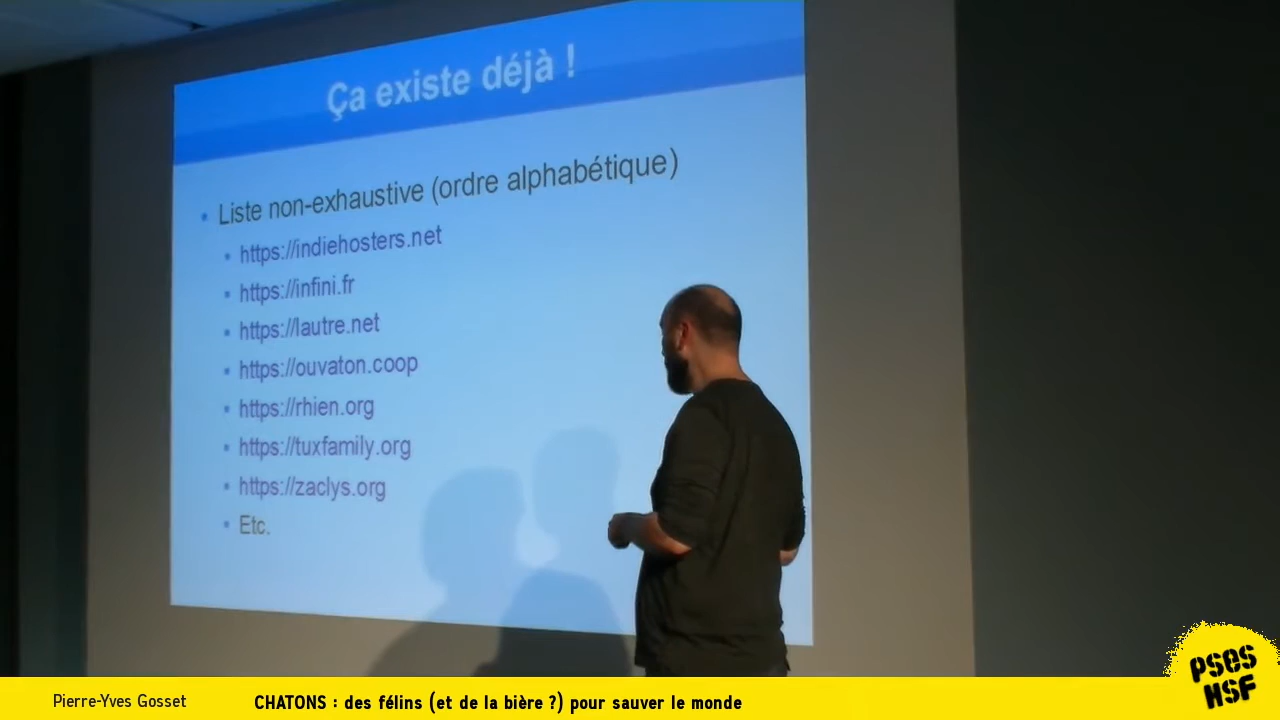 Ça existe déjà !
Liste non-exhaustive (ordre alphabétique)
https://indiehosters.net
https://infini.fr
https://lautre.net
https://ouvaton.coop
https://rhien.org
https://tuxfamily.org
https://zaclys.org
Etc.
PSES
HSF
Pierre-Yves Gosset CHATONS : des félins (et de la bière ?) pour sauver le monde